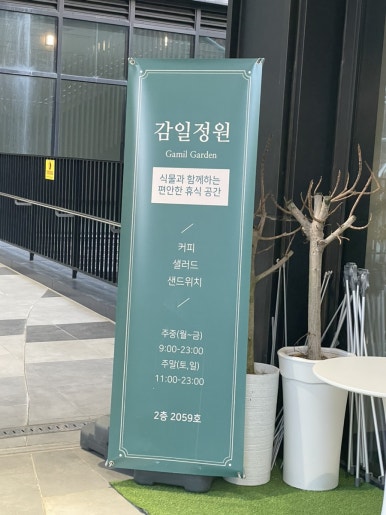 감일정원
Gamil Garden
식물과 함께하는
편안한 휴식 공간
커피
샐러드
샌드위치
주중(월~금)
9:00-23:00
주말(토,일)
11:00-23:00
2층 2059호